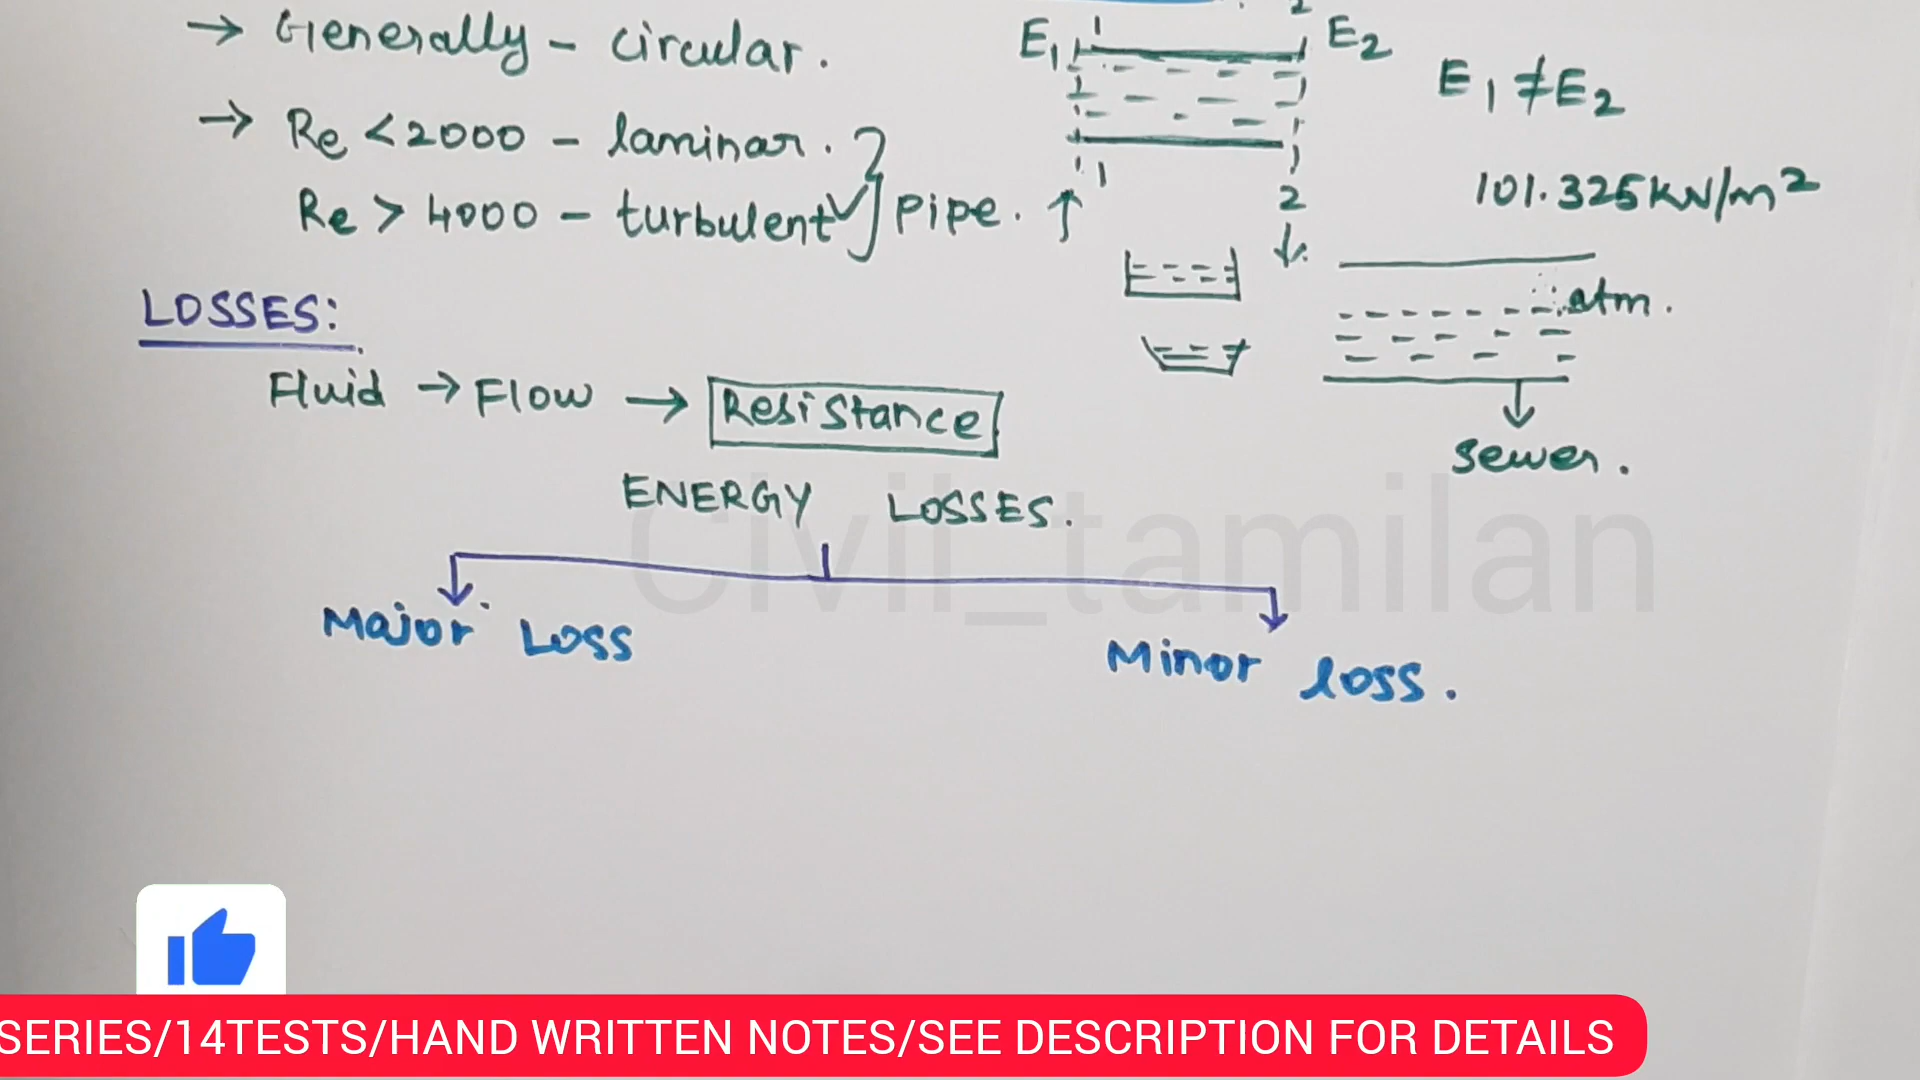 → Generally - circular.
→ Re < 2000 - laminar.
Re > 4000 - turbulent✓ } pipe. ↑
E1 1 2 E2
E1 ≠ E2
1 2
↓
101.325 kN/m²
atm.
sewer.
LOSSES:
Fluid → Flow → Resistance
ENERGY LOSSES.
Major Loss
Minor loss.
Civil_tamilan
SERIES/14TESTS/HAND WRITTEN NOTES/SEE DESCRIPTION FOR DETAILS